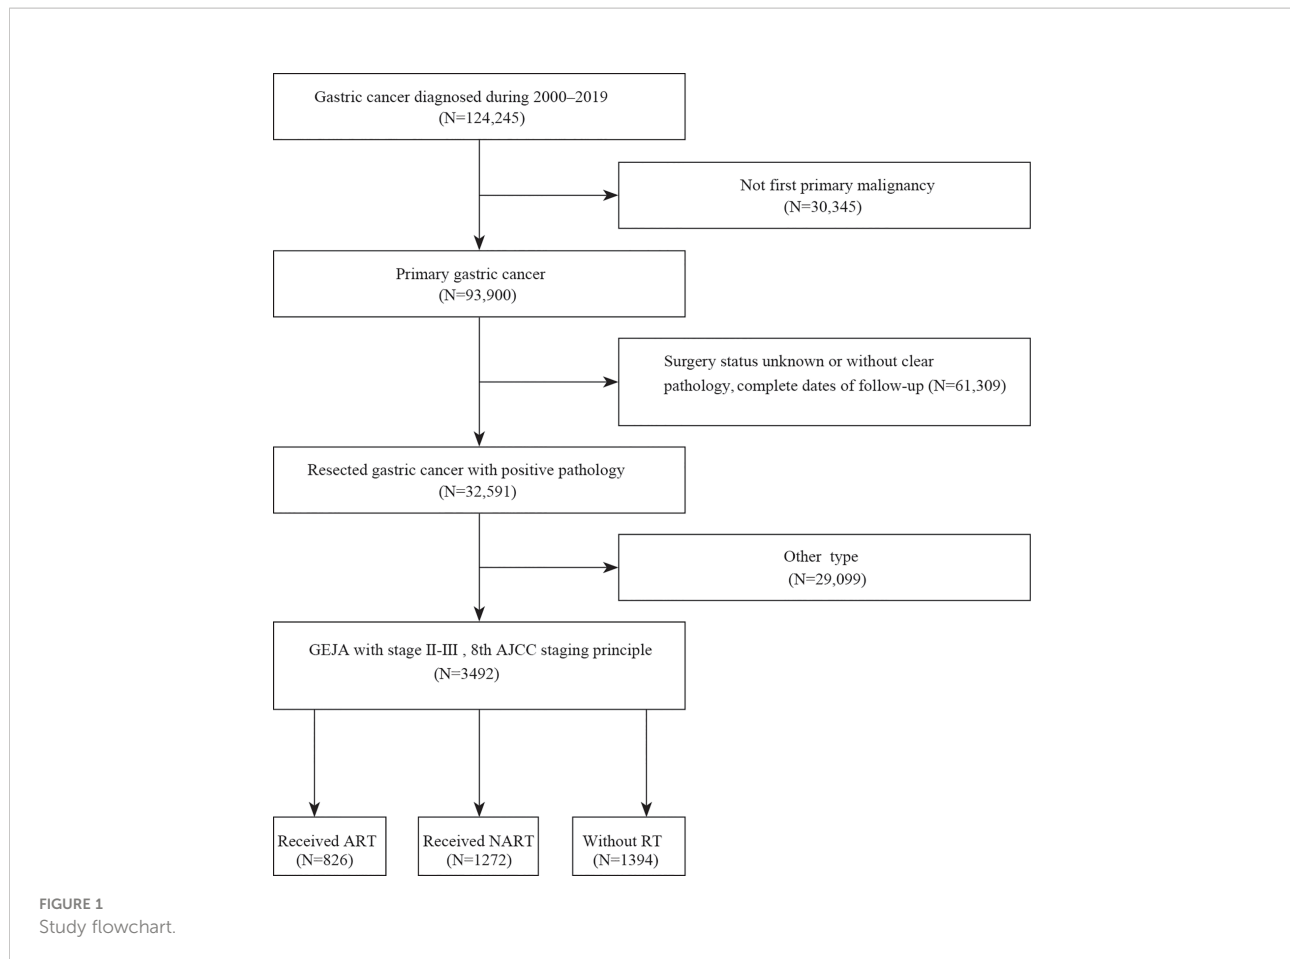 Gastric cancer diagnosed during 2000–2019
(N=124,245)
Not first primary malignancy
(N=30,345)
Primary gastric cancer
(N=93,900)
Surgery status unknown or without clear
pathology, complete dates of follow-up (N=61,309)
Resected gastric cancer with positive pathology
(N=32,591)
Other type
(N=29,099)
GEJA with stage II-III , 8th AJCC staging principle
(N=3492)
Received ART
(N=826)
Received NART
(N=1272)
Without RT
(N=1394)
FIGURE 1
Study flowchart.